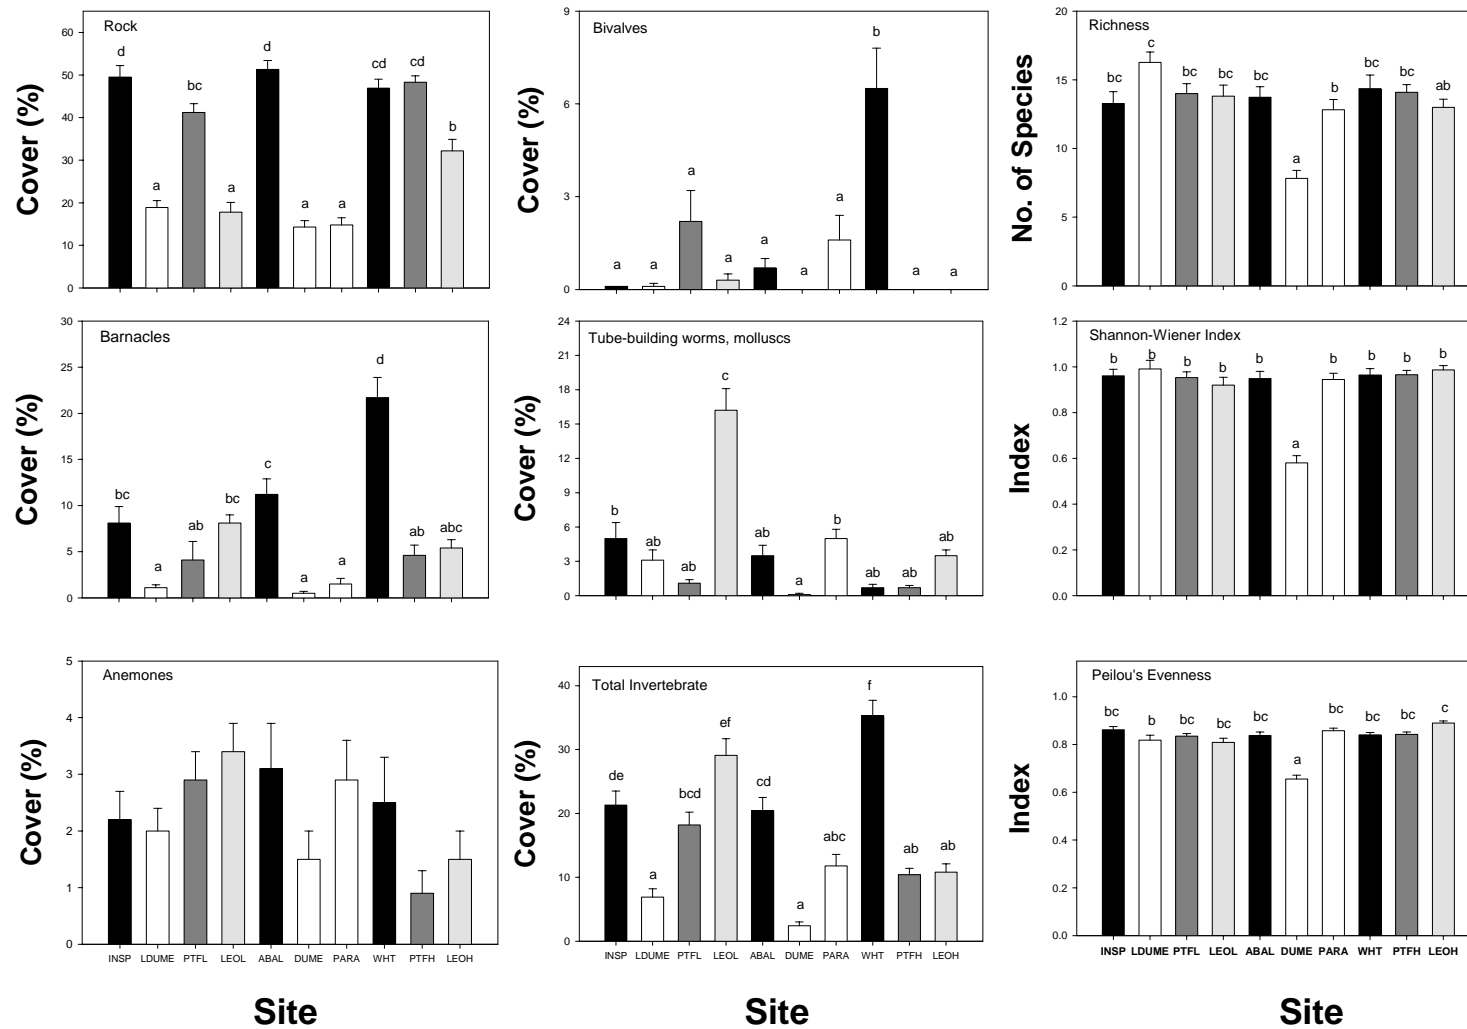 Rock
Cover (%)
60
50
40
30
20
10
0
d
a
bc
a
d
a
a
cd
cd
b
Bivalves
Cover (%)
9
6
3
0
a
a
a
a
a
a
a
b
a
a
Richness
No. of Species
20
15
10
5
0
bc
c
bc
bc
bc
a
b
bc
bc
ab
Barnacles
Cover (%)
30
25
20
15
10
5
0
bc
a
ab
bc
c
a
a
d
ab
abc
Tube-building worms, molluscs
Cover (%)
24
21
18
15
12
9
6
3
0
b
ab
a
c
ab
a
b
ab
ab
ab
Shannon-Wiener Index
Index
1.2
1.0
0.8
0.6
0.4
0.2
0.0
b
b
b
b
b
a
b
b
b
b
Anemones
Cover (%)
5
4
3
2
1
0
INSP LDUME PTFL LEOL ABAL DUME PARA WHT PTFH LEOH
Site
Total Invertebrate
Cover (%)
40
30
20
10
0
de
a
bcd
ef
cd
a
abc
f
ab
ab
INSP LDUME PTFL LEOL ABAL DUME PARA WHT PTFH LEOH
Site
Peilou's Evenness
Index
1.0
0.8
0.6
0.4
0.2
0.0
bc
b
bc
bc
bc
a
bc
bc
bc
c
INSP LDUME PTFL LEOL ABAL DUME PARA WHT PTFH LEOH
Site